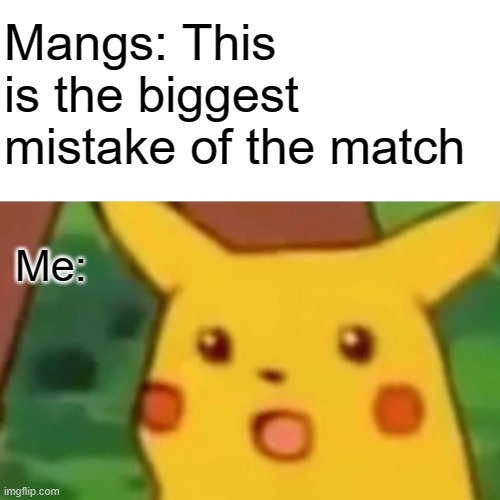 Mangs: This
is the biggest
mistake of the match
Me:
imgflip.com